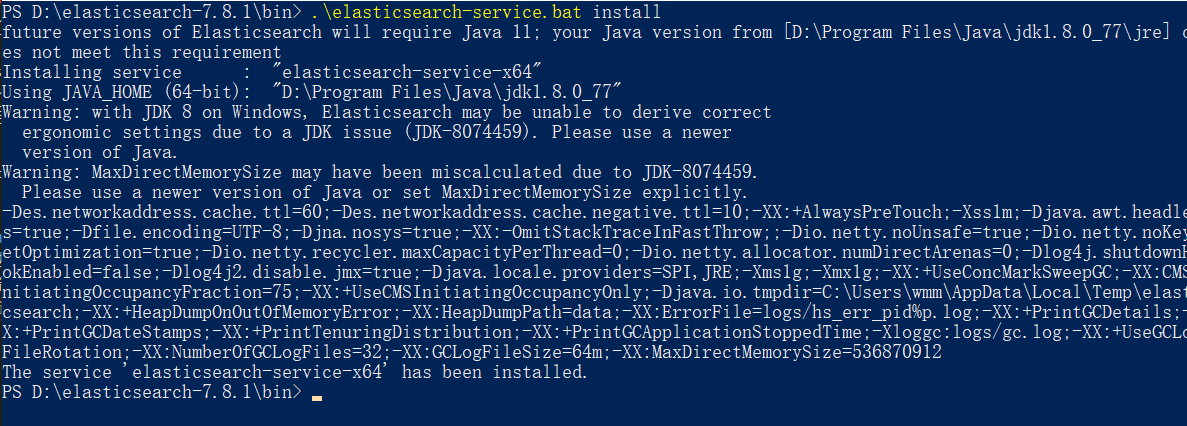 PS D:\elasticsearch-7.8.1\bin> .\elasticsearch-service.bat install
future versions of Elasticsearch will require Java 11; your Java version from [D:\Program Files\Java\jdk1.8.0_77\jre] d
es not meet this requirement
Installing service      :  "elasticsearch-service-x64"
Using JAVA_HOME (64-bit):  "D:\Program Files\Java\jdk1.8.0_77"
Warning: with JDK 8 on Windows, Elasticsearch may be unable to derive correct
  ergonomic settings due to a JDK issue (JDK-8074459). Please use a newer
  version of Java.
Warning: MaxDirectMemorySize may have been miscalculated due to JDK-8074459.
  Please use a newer version of Java or set MaxDirectMemorySize explicitly.
-Des.networkaddress.cache.ttl=60;-Des.networkaddress.cache.negative.ttl=10;-XX:+AlwaysPreTouch;-Xss1m;-Djava.awt.headle
s=true;-Dfile.encoding=UTF-8;-Djna.nosys=true;-XX:-OmitStackTraceInFastThrow;;-Dio.netty.noUnsafe=true;-Dio.netty.noKey
etOptimization=true;-Dio.netty.recycler.maxCapacityPerThread=0;-Dio.netty.allocator.numDirectArenas=0;-Dlog4j.shutdownH
okEnabled=false;-Dlog4j2.disable.jmx=true;-Djava.locale.providers=SPI,JRE;-Xms1g;-Xmx1g;-XX:+UseConcMarkSweepGC;-XX:CMS
nitiatingOccupancyFraction=75;-XX:+UseCMSInitiatingOccupancyOnly;-Djava.io.tmpdir=C:\Users\wmm\AppData\Local\Temp\elast
csearch;-XX:+HeapDumpOnOutOfMemoryError;-XX:HeapDumpPath=data;-XX:ErrorFile=logs/hs_err_pid%p.log;-XX:+PrintGCDetails;-
X:+PrintGCDateStamps;-XX:+PrintTenuringDistribution;-XX:+PrintGCApplicationStoppedTime;-Xloggc:logs/gc.log;-XX:+UseGCLo
FileRotation;-XX:NumberOfGCLogFiles=32;-XX:GCLogFileSize=64m;-XX:MaxDirectMemorySize=536870912
The service 'elasticsearch-service-x64' has been installed.
PS D:\elasticsearch-7.8.1\bin>